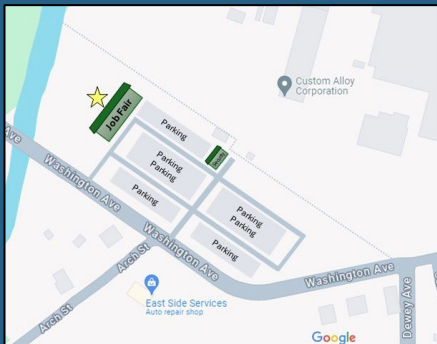 Custom Alloy
Corporation
Job Fair
Parking
Security
Parking
Parking
Parking
Parking
Parking
Parking
Ave
Washington Ave
Washington Ave
Washington Ave
Arch St
Arch St
East Side Services
Auto repair shop
Dewey Ave
Google